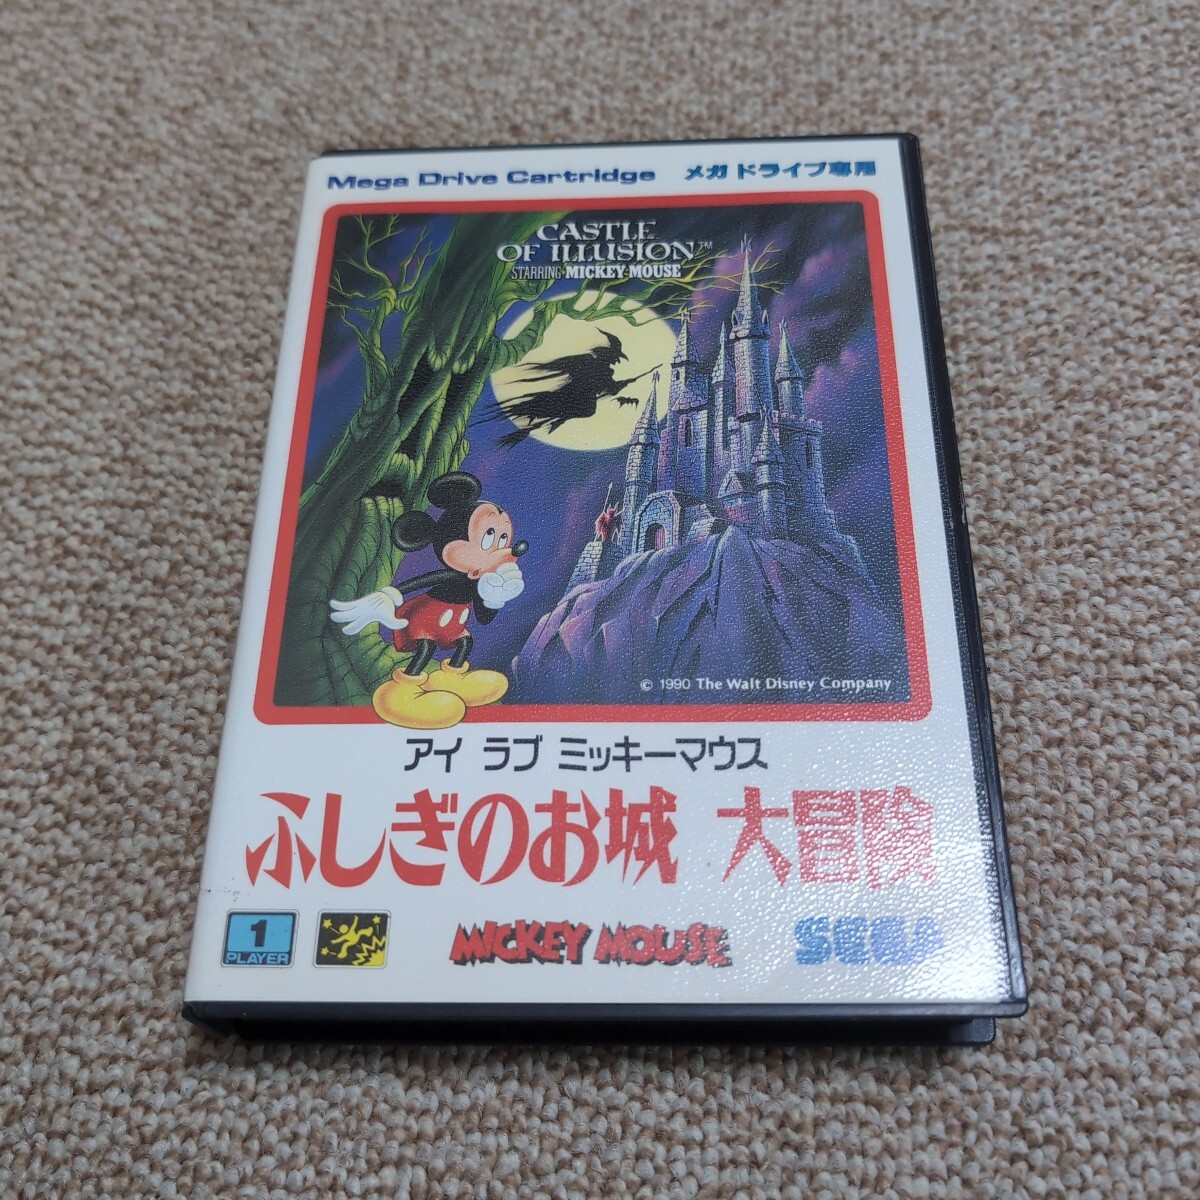 Mega Drive Cartridge メガドライブ専用
CASTLE
OF ILLUSION™
STARRING MICKEY MOUSE
© 1990 The Walt Disney Company
アイ ラブ ミッキーマウス
ふしぎのお城 大冒険
1
PLAYER
MICKEY MOUSE
SEGA